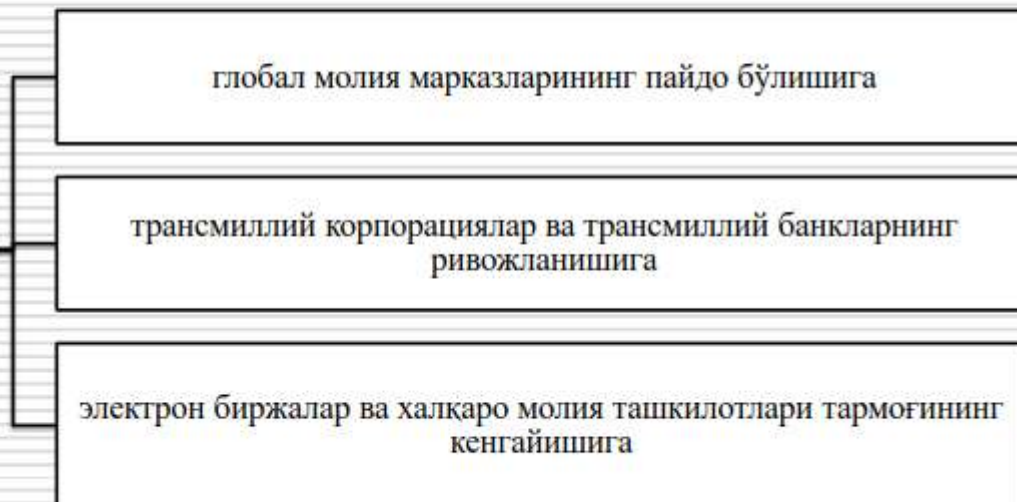 глобал молия марказларининг пайдо бўлишига
трансмиллий корпорациялар ва трансмиллий банкларнинг
ривожланишига
электрон биржалар ва халқаро молия ташкилотлари тармоғининг
кенгайишига